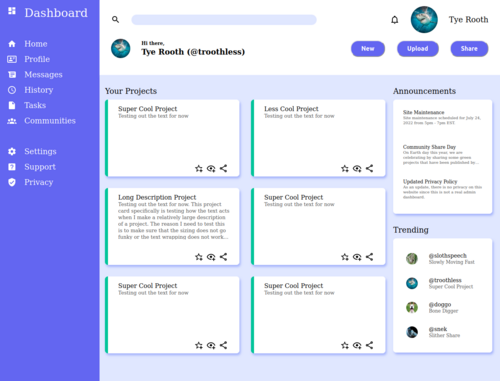 Dashboard
Home
Profile
Messages
History
Tasks
Communities
Settings
Support
Privacy
Tye Rooth
Hi there,
Tye Rooth (@troothless)
New
Upload
Share
Your Projects
Super Cool Project
Testing out the text for now
Less Cool Project
Testing out the text for now
Long Description Project
Testing out the text for now. This project
card specifically is testing how the text acts
when I make a relatively large description
of a project. The reason I need to test this
is to make sure that the sizing does not go
funky or the text wrapping does not work...
Super Cool Project
Testing out the text for now
Super Cool Project
Testing out the text for now
Super Cool Project
Testing out the text for now
Announcements
Site Maintenance
Site maintenance scheduled for July 24,
2022 from 5pm - 7pm EST
Community Share Day
On Earth day this year, we are
celebrating by sharing some green
projects that have been published by...
Updated Privacy Policy
As an update, there is no privacy on this
website since this is not a real admin
dashboard.
Trending
@slothspeech
Slowly Moving Fast
@troothless
Super Cool Project
@doggo
Bone Digger
@snek
Slither Share